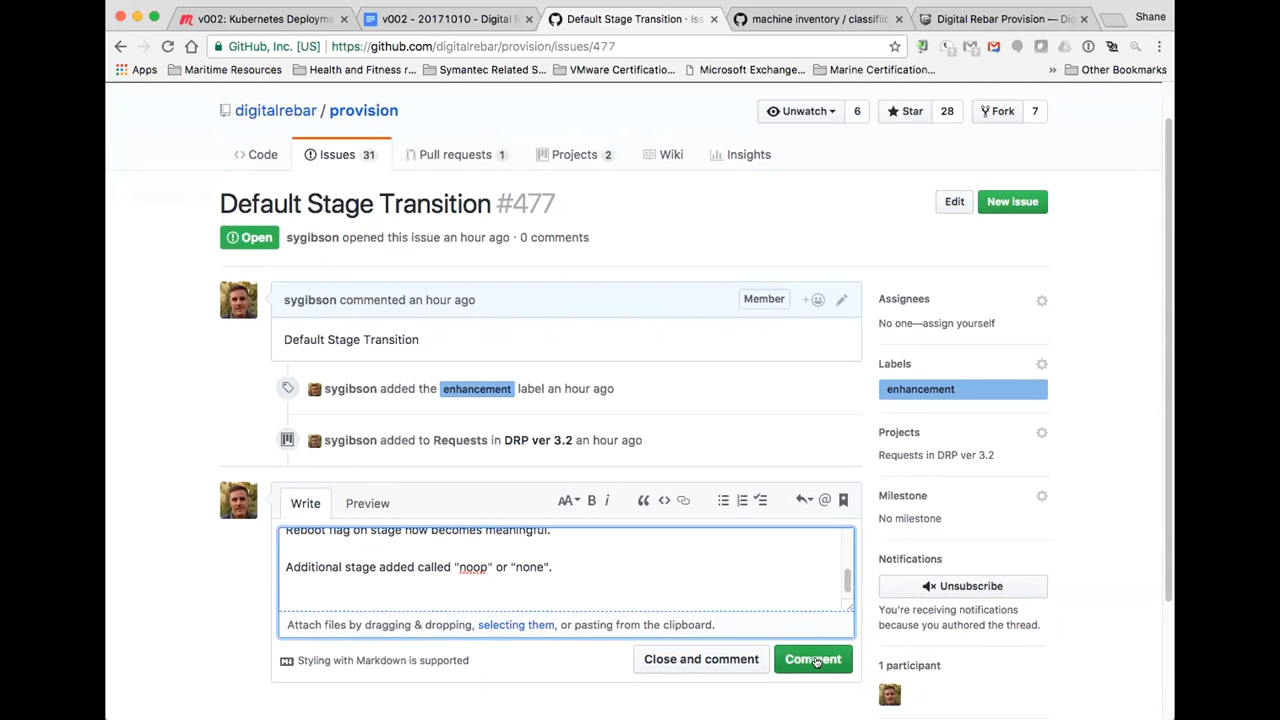 v002: Kubernetes Deployme
v002 - 20171010 - Digital R
Default Stage Transition · Iss
machine inventory / classific
Digital Rebar Provision — Di
Shane
GitHub, Inc. [US]
https://github.com/digitalrebar/provision/issues/477
Apps
Maritime Resources
Health and Fitness r...
Symantec Related S...
VMware Certificatio...
Microsoft Exchange...
Marine Certification...
»
Other Bookmarks
digitalrebar / provision
Unwatch 6
Star 28
Fork 7
Code
Issues 31
Pull requests 1
Projects 2
Wiki
Insights
Default Stage Transition #477
Edit
New issue
Open
sygibson opened this issue an hour ago · 0 comments
sygibson commented an hour ago
Member
Default Stage Transition
sygibson added the enhancement label an hour ago
sygibson added to Requests in DRP ver 3.2 an hour ago
Assignees
No one—assign yourself
Labels
enhancement
Projects
Requests in DRP ver 3.2
Milestone
No milestone
Notifications
Unsubscribe
You're receiving notifications
because you authored the thread.
1 participant
Write
Preview
AA B i
Reboot flag on stage now becomes meaningful.
Additional stage added called "noop" or "none".
Attach files by dragging & dropping, selecting them, or pasting from the clipboard.
Styling with Markdown is supported
Close and comment
Comment